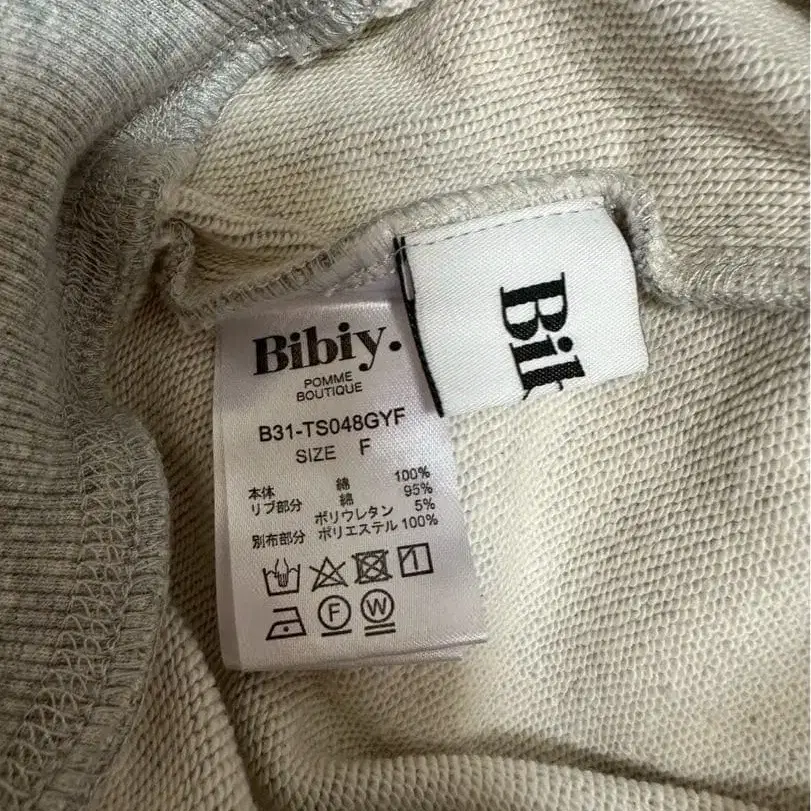 Bibiy.
POMME
BOUTIQUE
B31-TS048GYF
SIZE F
本体 綿 100%
リブ部分 綿 95%
ポリウレタン 5%
別布部分 ポリエステル 100%
F W
Bib